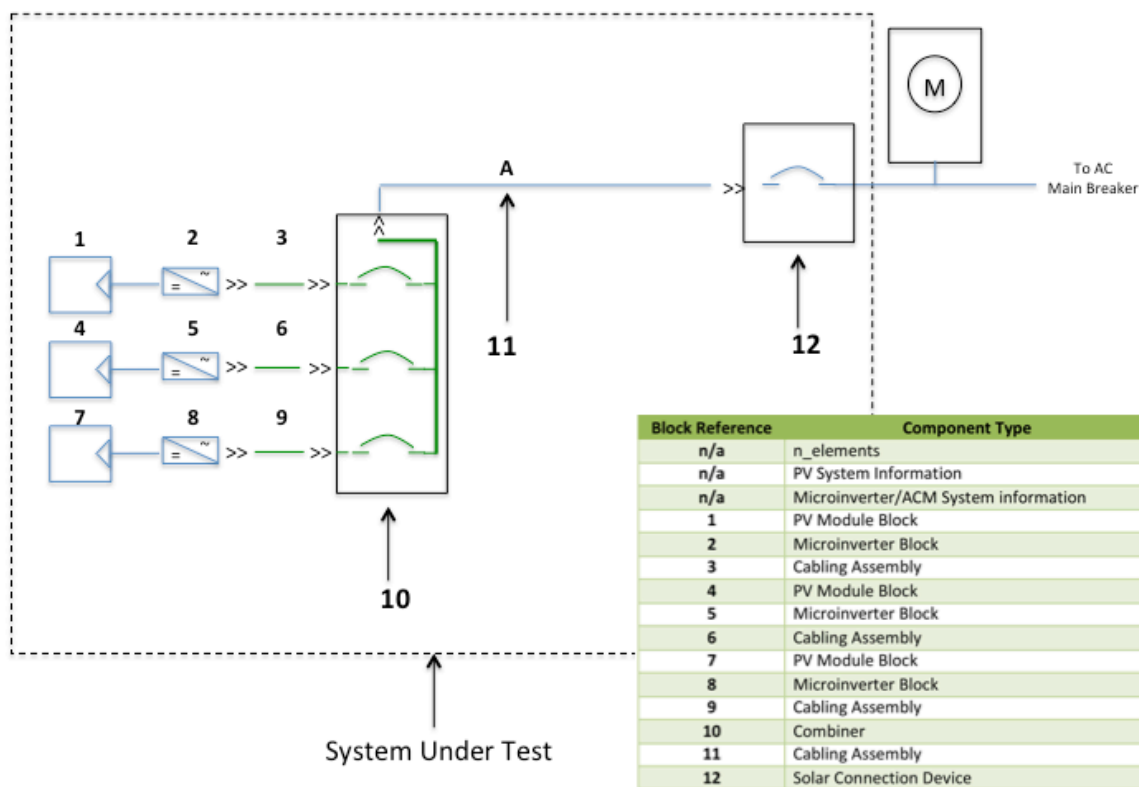 M
To AC
Main Breaker
A
>>
>>
1 2 3
>> >>
4 5 6
>> >>
7 8 9
>> >>
11
12
10
System Under Test
Block Reference Component Type
n/a n_elements
n/a PV System Information
n/a Microinverter/ACM System information
1 PV Module Block
2 Microinverter Block
3 Cabling Assembly
4 PV Module Block
5 Microinverter Block
6 Cabling Assembly
7 PV Module Block
8 Microinverter Block
9 Cabling Assembly
10 Combiner
11 Cabling Assembly
12 Solar Connection Device